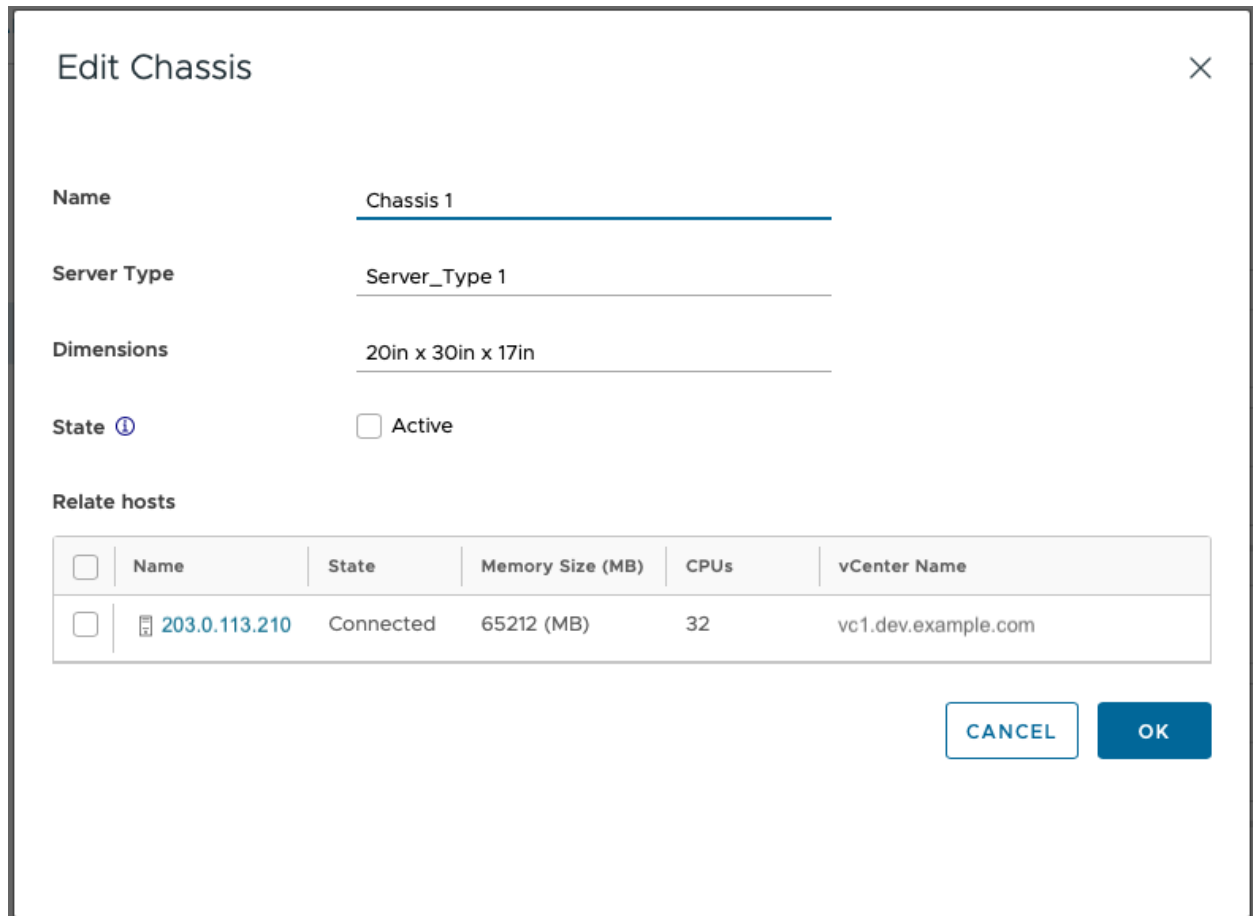 Edit Chassis
Name Chassis 1
Server Type Server_Type 1
Dimensions 20in x 30in x 17in
State Active
Relate hosts
Name State Memory Size (MB) CPUs vCenter Name
203.0.113.210 Connected 65212 (MB) 32 vc1.dev.example.com
CANCEL OK